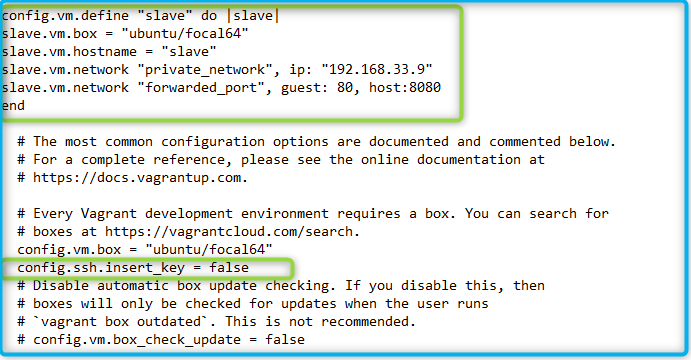 config.vm.define "slave" do |slave|
slave.vm.box = "ubuntu/focal64"
slave.vm.hostname = "slave"
slave.vm.network "private_network", ip: "192.168.33.9"
slave.vm.network "forwarded_port", guest: 80, host:8080
end
# The most common configuration options are documented and commented below.
# For a complete reference, please see the online documentation at
# https://docs.vagrantup.com.
# Every Vagrant development environment requires a box. You can search for
# boxes at https://vagrantcloud.com/search.
config.vm.box = "ubuntu/focal64"
config.ssh.insert_key = false
# Disable automatic box update checking. If you disable this, then
# boxes will only be checked for updates when the user runs
# `vagrant box outdated`. This is not recommended.
# config.vm.box_check_update = false